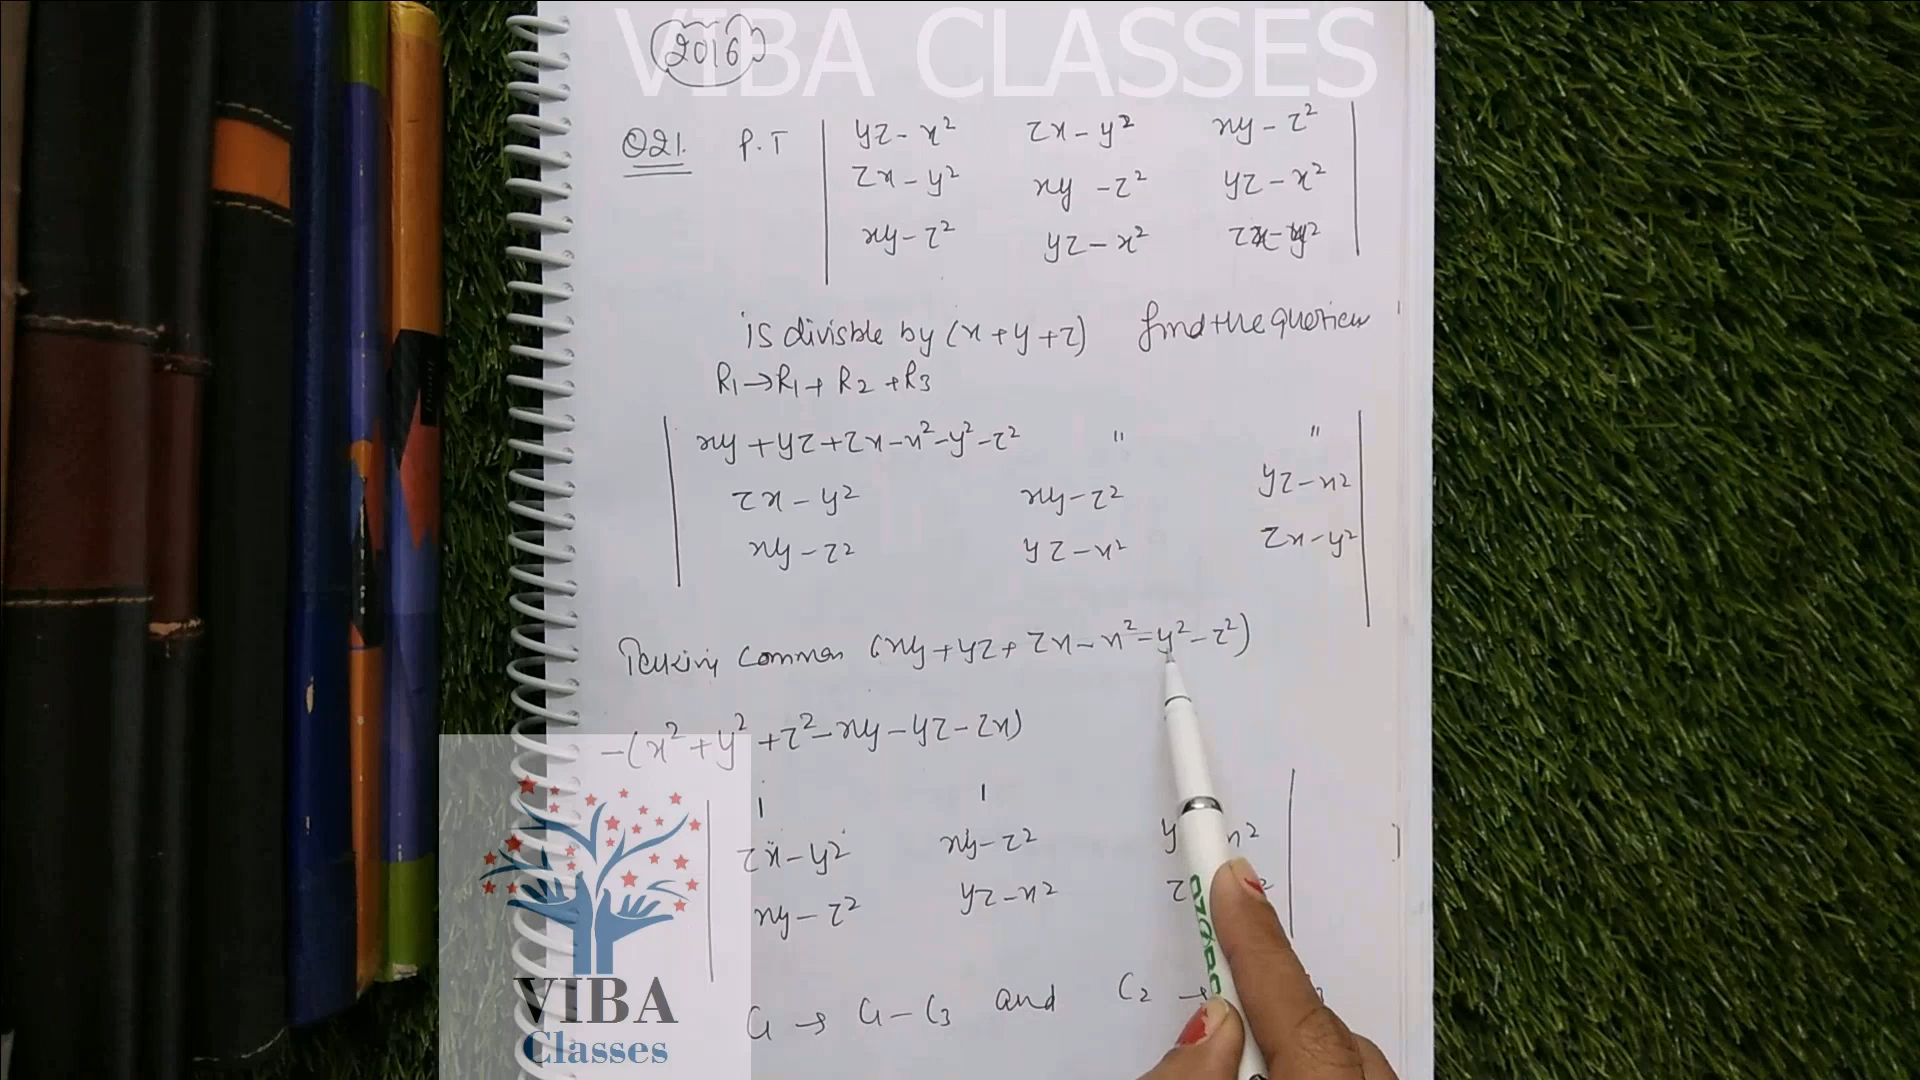 VIBA CLASSES
2016
Q21. P.T | yz - x² zx - y² xy - z² |
zx - y² xy - z² yz - x²
xy - z² yz - x² zx - y²
is divisble by (x + y + z) find the
R1 → R1 + R2 + R3
xy + yz + zx - x² - y² - z² " "
zx - y² xy - z² yz - x²
xy - z² yz - x² zx - y²
Taking common (xy + yz + zx - x² - y² - z²)
-(x² + y² + z² - xy - yz - zx)
1 1
zx - y² xy - z² y x²
xy - z² yz - x² z ²
C1 → C1 - C3 and C2 → 3
VIBA
Classes